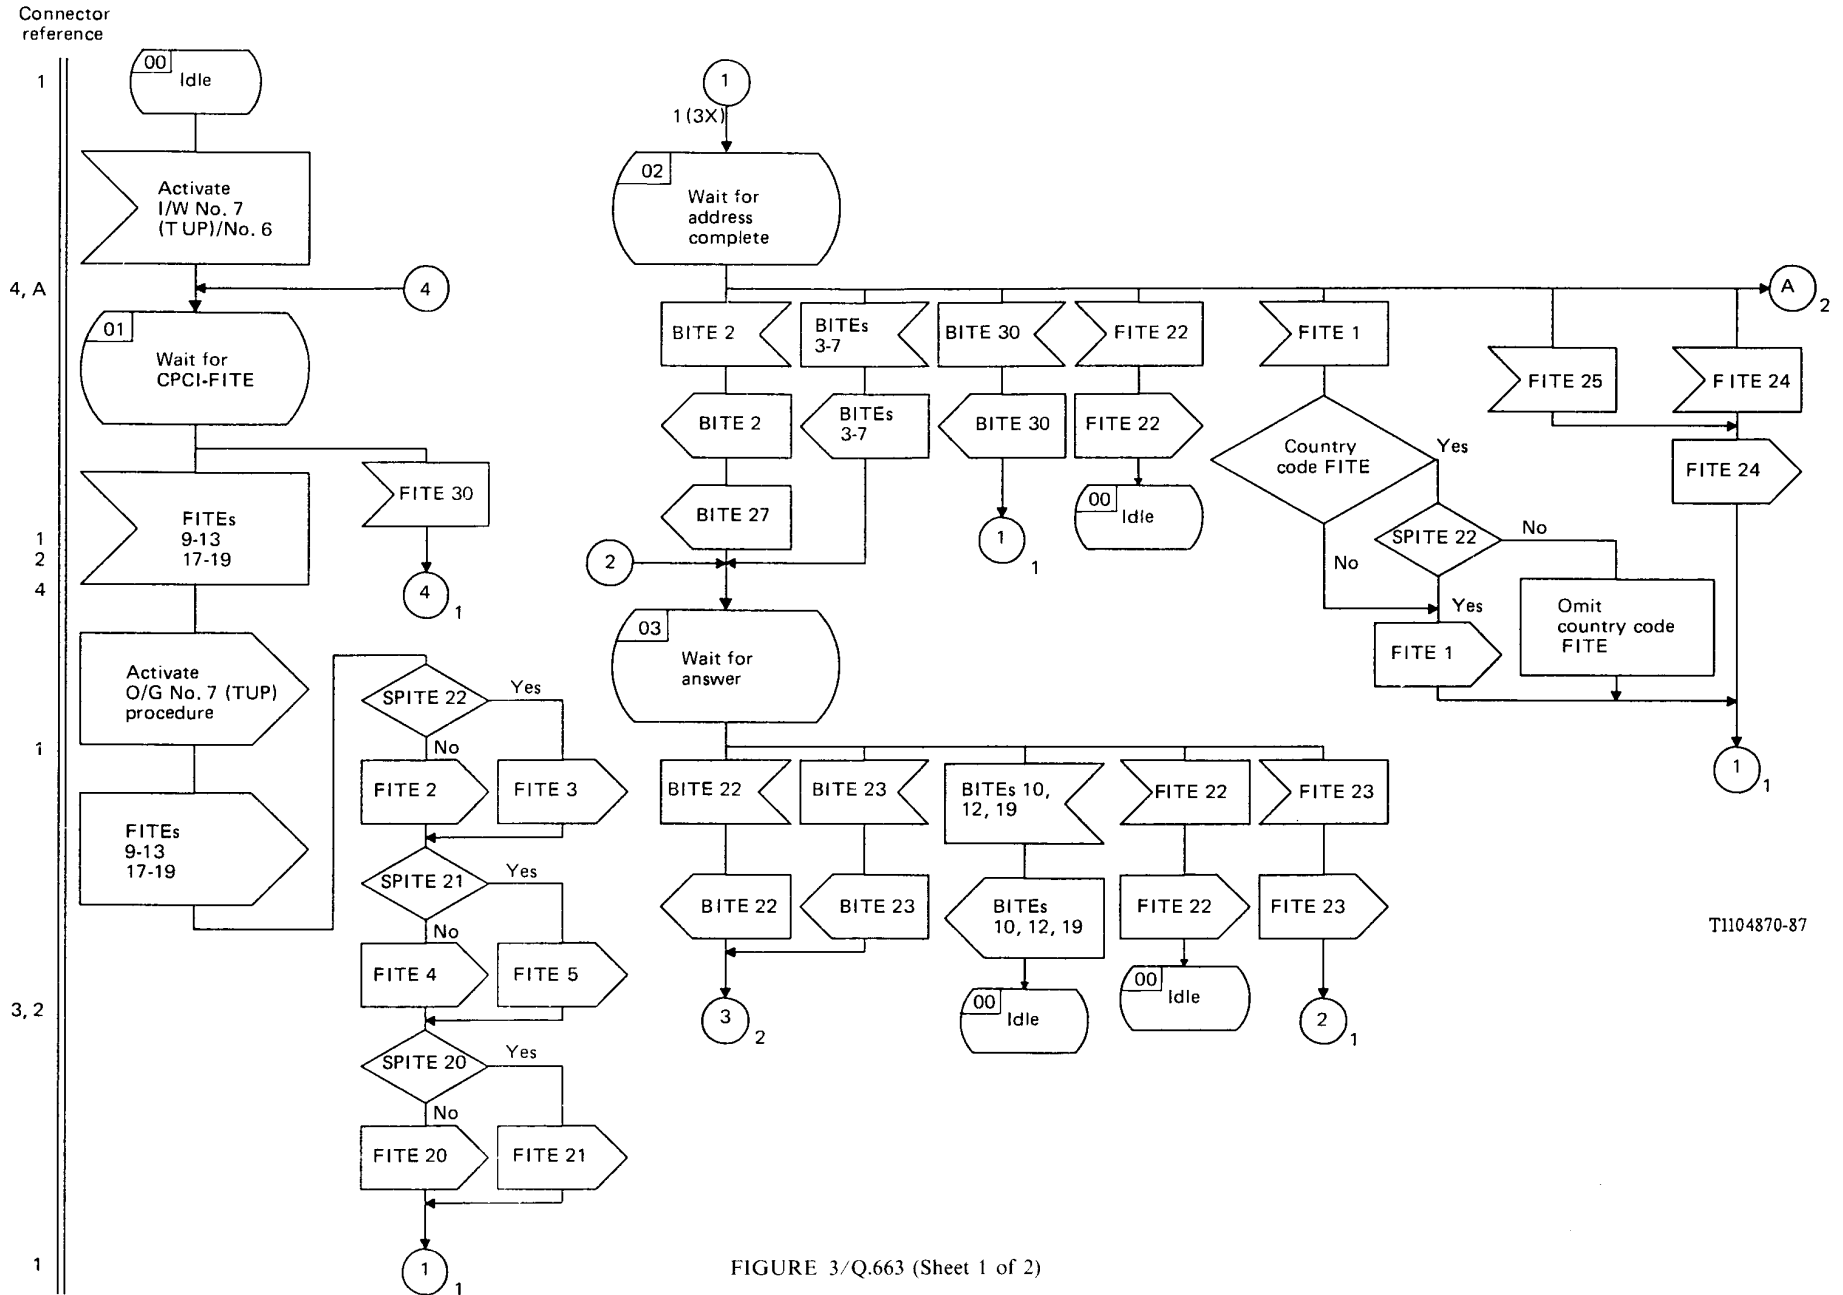 Connector
reference
1
00
Idle
Activate
I/W No. 7
(TUP)/No. 6
4, A
4
01
Wait for
CPCI-FITE
FITEs
9-13
17-19
FITE 30
1
2
4
4
1
Activate
O/G No. 7 (TUP)
procedure
1
FITEs
9-13
17-19
SPITE 22
Yes
No
FITE 2
FITE 3
SPITE 21
Yes
No
FITE 4
FITE 5
3, 2
SPITE 20
Yes
No
FITE 20
FITE 21
1
1
1
1
1 (3X)
02
Wait for
address
complete
A
2
BITE 2
BITEs
3-7
BITE 30
FITE 22
FITE 1
FITE 25
FITE 24
BITE 2
BITEs
3-7
BITE 30
FITE 22
Country
code FITE
Yes
No
FITE 24
BITE 27
1
1
00
Idle
SPITE 22
No
Yes
Omit
country code
FITE
FITE 1
1
1
2
03
Wait for
answer
BITE 22
BITE 23
BITEs 10,
12, 19
FITE 22
FITE 23
BITE 22
BITE 23
BITEs
10, 12, 19
FITE 22
FITE 23
3
2
00
Idle
00
Idle
2
1
T1104870-87
FIGURE 3/Q.663 (Sheet 1 of 2)